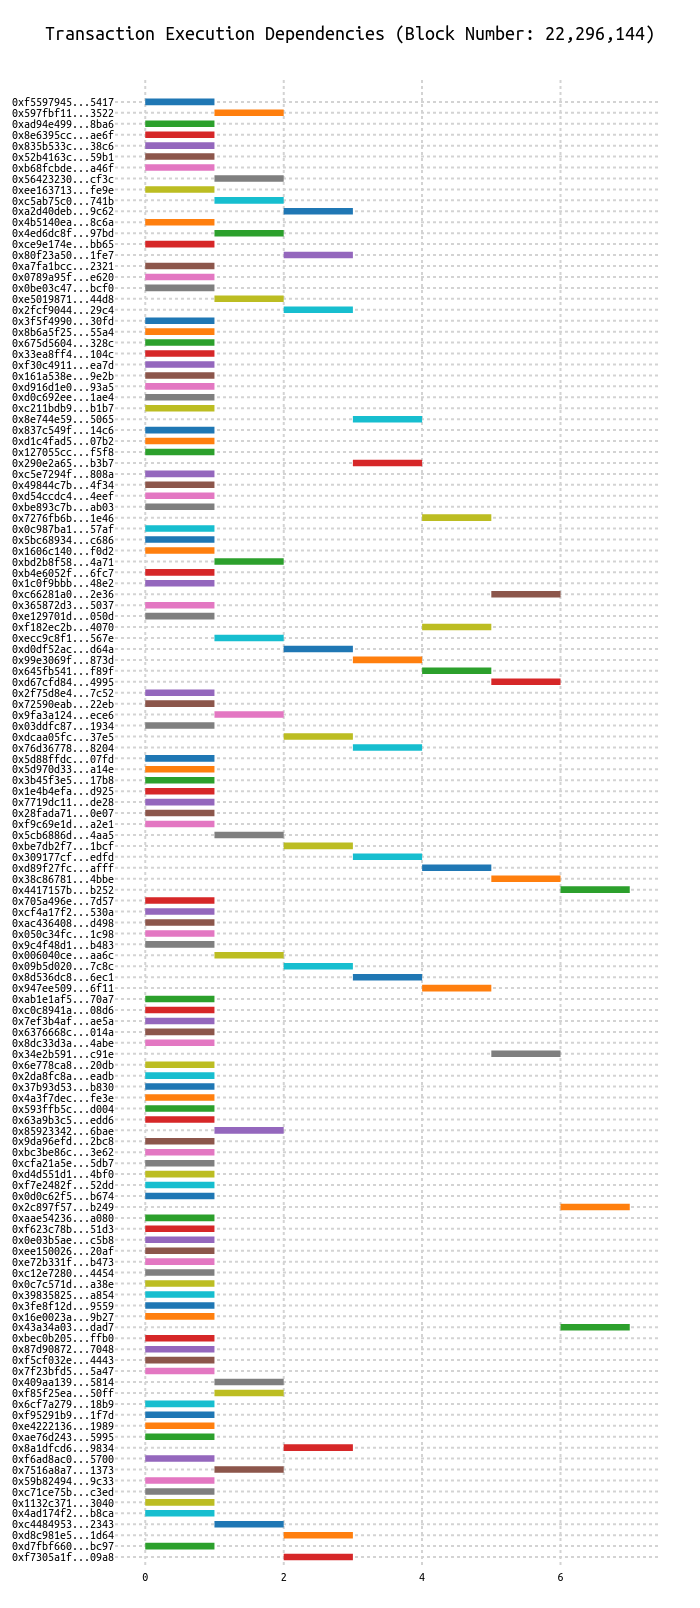 Transaction Execution Dependencies (Block Number: 22,296,144)
0xf5597945...5417
0x597fbf11...3522
0xad94e499...8ba6
0x8e6395cc...ae6f
0x835b533c...38c6
0x52b4163c...59b1
0xb68fcbde...a46f
0x56423230...cf3c
0xee163713...fe9e
0xc5ab75c0...741b
0xa2d40deb...9c62
0x4b5140ea...8c6a
0x4ed6dc8f...97bd
0xce9e174e...bb65
0x80f23a50...1fe7
0xa7fa1bcc...2321
0x0789a95f...e620
0x0be03c47...bcf0
0xe5019871...44d8
0x2fcf9044...29c4
0x3f5f4990...30fd
0x8b6a5f25...55a4
0x675d5604...328c
0x33ea8ff4...104c
0xf30c4911...ea7d
0x161a538e...9e2b
0xd916d1e0...93a5
0xd0c692ee...1ae4
0xc211bdb9...b1b7
0x8e744e59...5065
0x837c549f...14c6
0xd1c4fad5...07b2
0x127055cc...f5f8
0x290e2a65...b3b7
0xc5e7294f...808a
0x49844c7b...4f34
0xd54ccdc4...4eef
0xbe893c7b...ab03
0x7276fb6b...1e46
0x0c987ba1...57af
0x5bc68934...c686
0x1606c140...f0d2
0xbd2b8f58...4a71
0xb4e6052f...6fc7
0x1c0f9bbb...48e2
0xc66281a0...2e36
0x365872d3...5037
0xe129701d...050d
0xf182ec2b...4070
0xecc9c8f1...567e
0xd0df52ac...d64a
0x99e3069f...873d
0x645fb541...f89f
0xd67cfd84...4995
0x2f75d8e4...7c52
0x72590eab...22eb
0x9fa3a124...ece6
0x03ddfc87...1934
0xdcaa05fc...37e5
0x76d36778...8204
0x5d88ffdc...07fd
0x5d970d33...a14e
0x3b45f3e5...17b8
0x1e4b4efa...d925
0x7719dc11...de28
0x28fada71...0e07
0xf9c69e1d...a2e1
0x5cb6886d...4aa5
0xbe7db2f7...1bcf
0x309177cf...edfd
0xd89f27fc...afff
0x38c86781...4bbe
0x4417157b...b252
0x705a496e...7d57
0xcf4a17f2...530a
0xac436408...d498
0x050c34fc...1c98
0x9c4f48d1...b483
0x006040ce...aa6c
0x09b5d020...7c8c
0x8d536dc8...6ec1
0x947ee509...6f11
0xab1e1af5...70a7
0xc0c8941a...08d6
0x7ef3b4af...ae5a
0x6376668c...014a
0x8dc33d3a...4abe
0x34e2b591...c91e
0x6e778ca8...20db
0x2da8fc8a...eadb
0x37b93d53...b830
0x4a3f7dec...fe3e
0x593ffb5c...d004
0x63a9b3c5...edd6
0x85923342...6bae
0x9da96efd...2bc8
0xbc3be86c...3e62
0xcfa21a5e...5db7
0xd4d551d1...4bf0
0xf7e2482f...52dd
0x0d0c62f5...b674
0x2c897f57...b249
0xaae54236...a080
0xf623c78b...51d3
0x0e03b5ae...c5b8
0xee150026...20af
0xe72b331f...b473
0xc12e7280...4454
0x0c7c571d...a38e
0x39835825...a854
0x3fe8f12d...9559
0x16e0023a...9b27
0x43a34a03...dad7
0xbec0b205...ffb0
0x87d90872...7048
0xf5cf032e...4443
0x7f23bfd5...5a47
0x409aa139...5814
0xf85f25ea...50ff
0x6cf7a279...18b9
0xf95291b9...1f7d
0xe4222136...1989
0xae76d243...5995
0x8a1dfcd6...9834
0xf6ad8ac0...5700
0x7516a8a7...1373
0x59b82494...9c33
0xc71ce75b...c3ed
0x1132c371...3040
0x4ad174f2...b8ca
0xc4484953...2343
0xd8c981e5...1d64
0xd7fbf660...bc97
0xf7305a1f...09a8
0 2 4 6